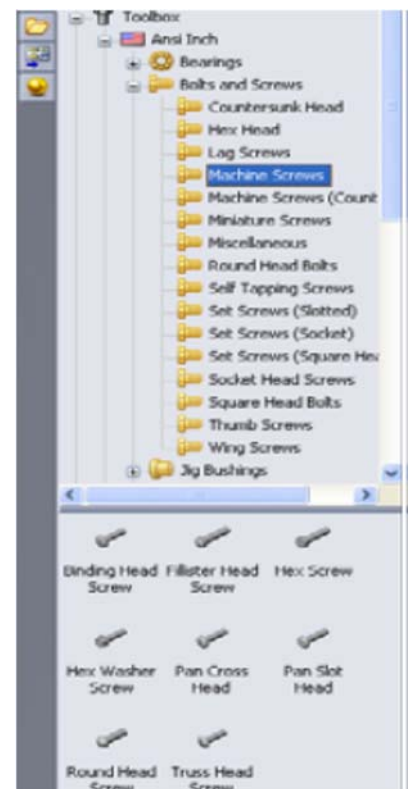 Toolbox
Ansi Inch
Bearings
Bolts and Screws
Countersunk Head
Hex Head
Lag Screws
Machine Screws
Machine Screws (Count
Miniature Screws
Miscellaneous
Round Head Bolts
Self Tapping Screws
Set Screws (Slotted)
Set Screws (Socket)
Set Screws (Square Hea
Socket Head Screws
Square Head Bolts
Thumb Screws
Wing Screws
Jig Bushings
Binding Head Fillister Head Hex Screw
Screw Screw
Hex Washer Pan Cross Pan Slot
Screw Head Head
Round Head Truss Head
Screw Screw